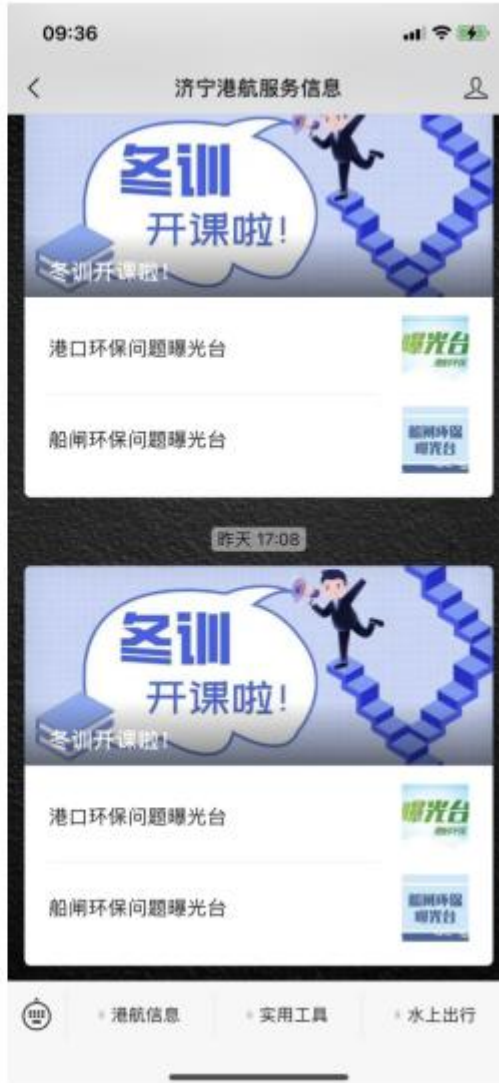 09:36
济宁港航服务信息
冬训
开课啦!
冬训开课啦!
港口环保问题曝光台
曝光台
船闸环保问题曝光台
船闸环保
曝光台
昨天 17:08
冬训
开课啦!
冬训开课啦!
港口环保问题曝光台
曝光台
船闸环保问题曝光台
船闸环保
曝光台
港航信息
实用工具
水上出行